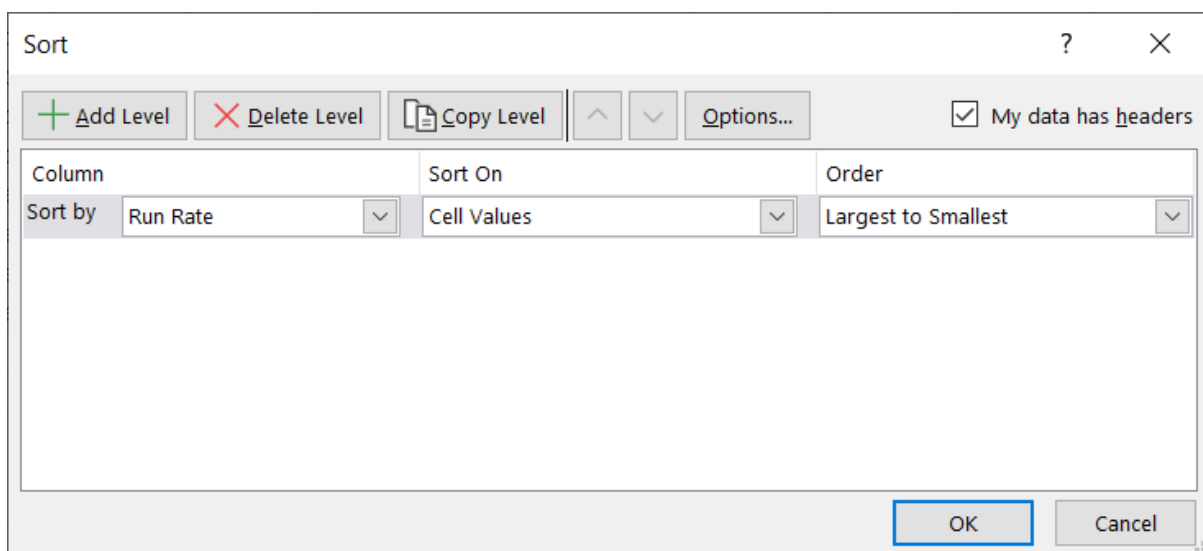 Sort ?
Add Level Delete Level Copy Level Options... My data has headers
Column Sort On Order
Sort by Run Rate Cell Values Largest to Smallest
OK Cancel